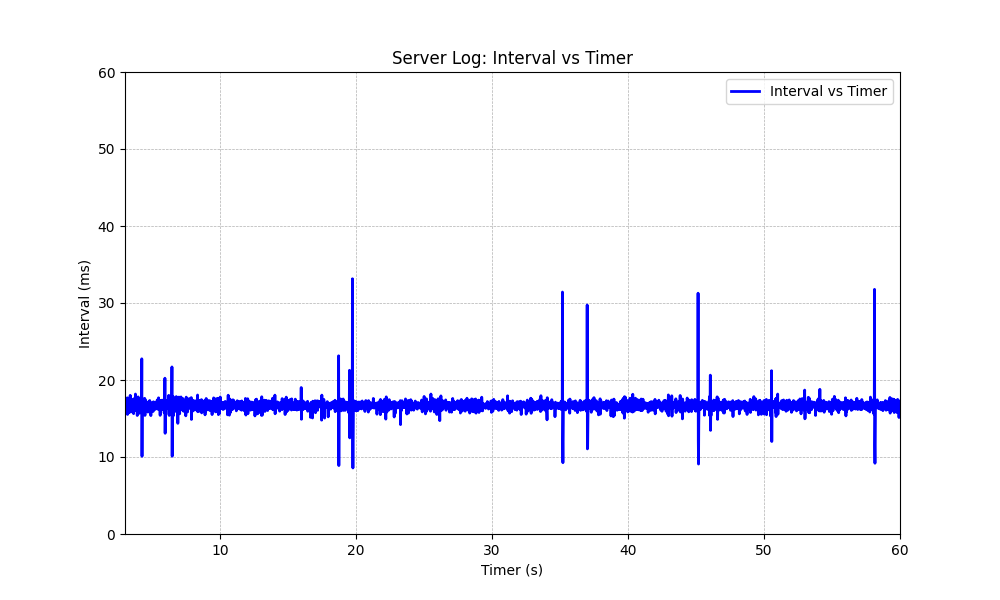 Server Log: Interval vs Timer
Interval vs Timer
60
50
40
30
20
10
0
Interval (ms)
10 20 30 40 50 60
Timer (s)